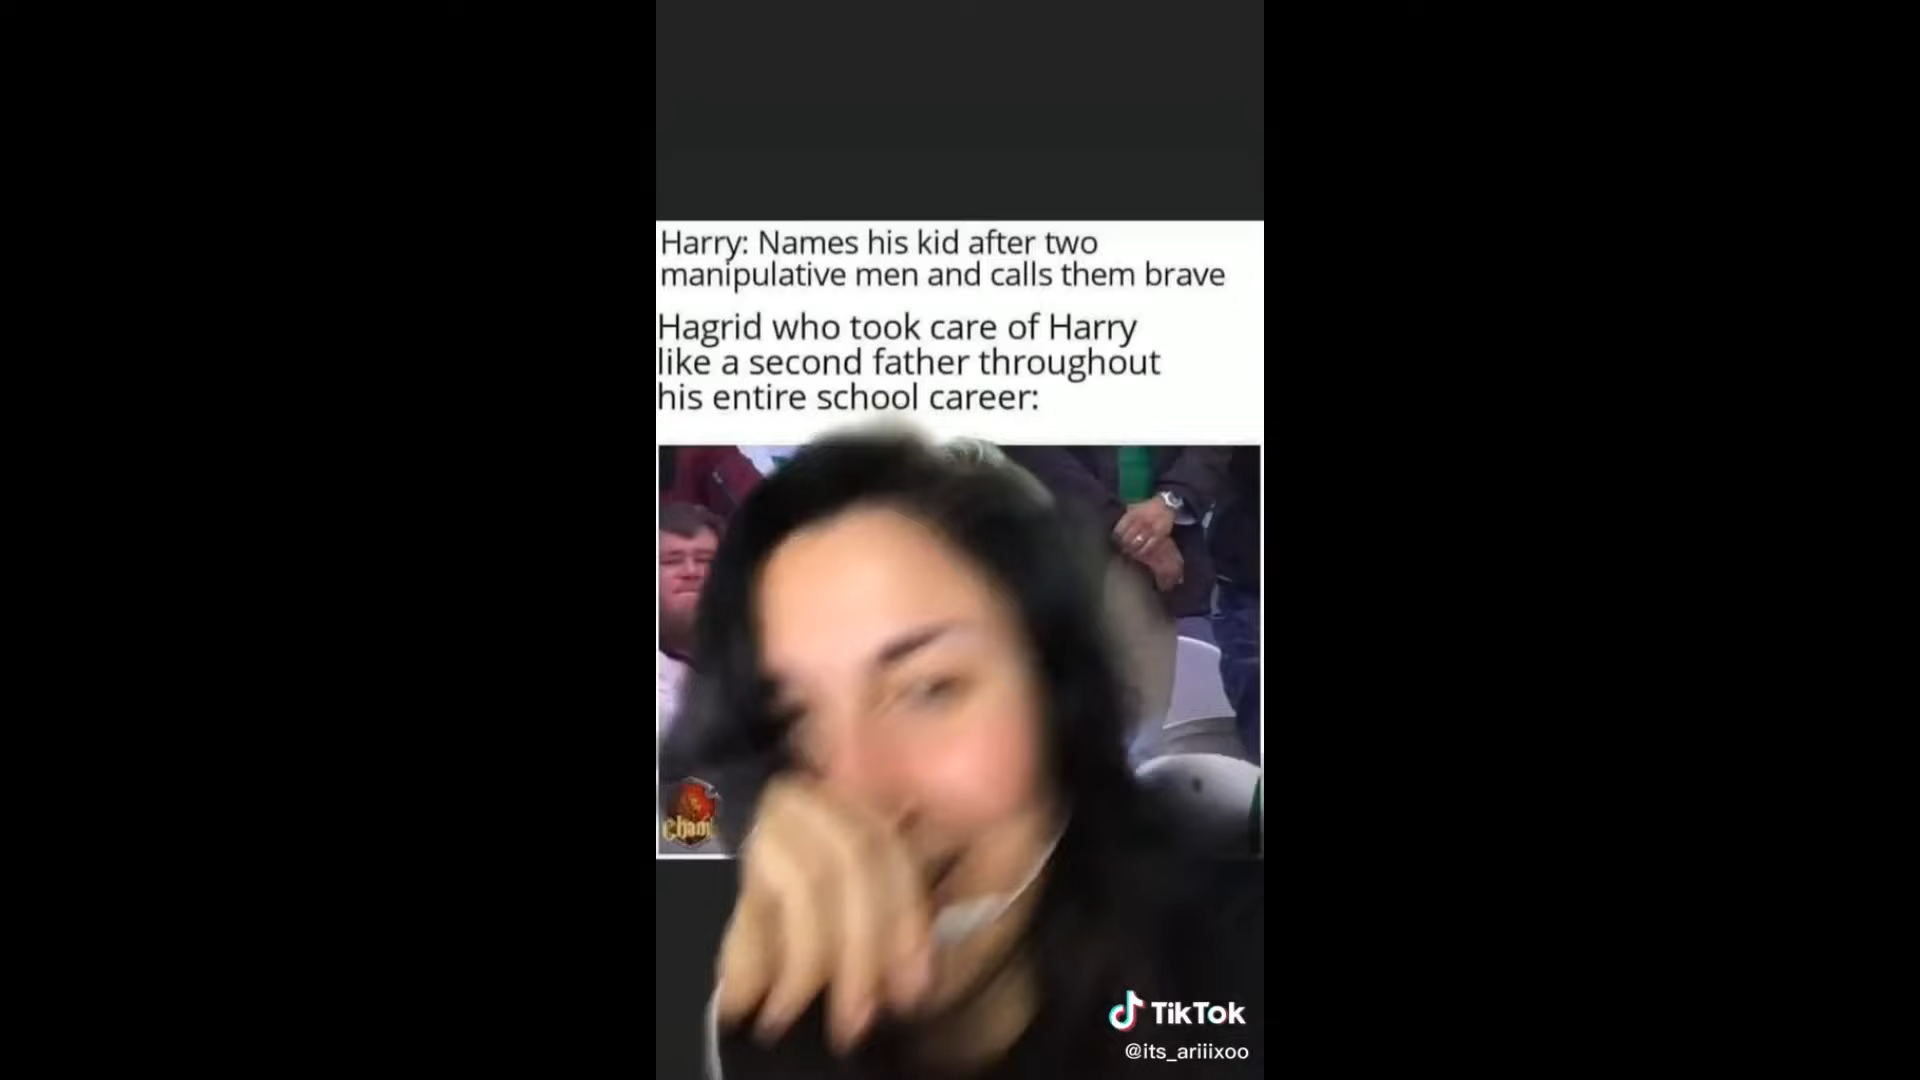 Harry: Names his kid after two
manipulative men and calls them brave
Hagrid who took care of Harry
like a second father throughout
his entire school career:
TikTok
@its_ariiixoo